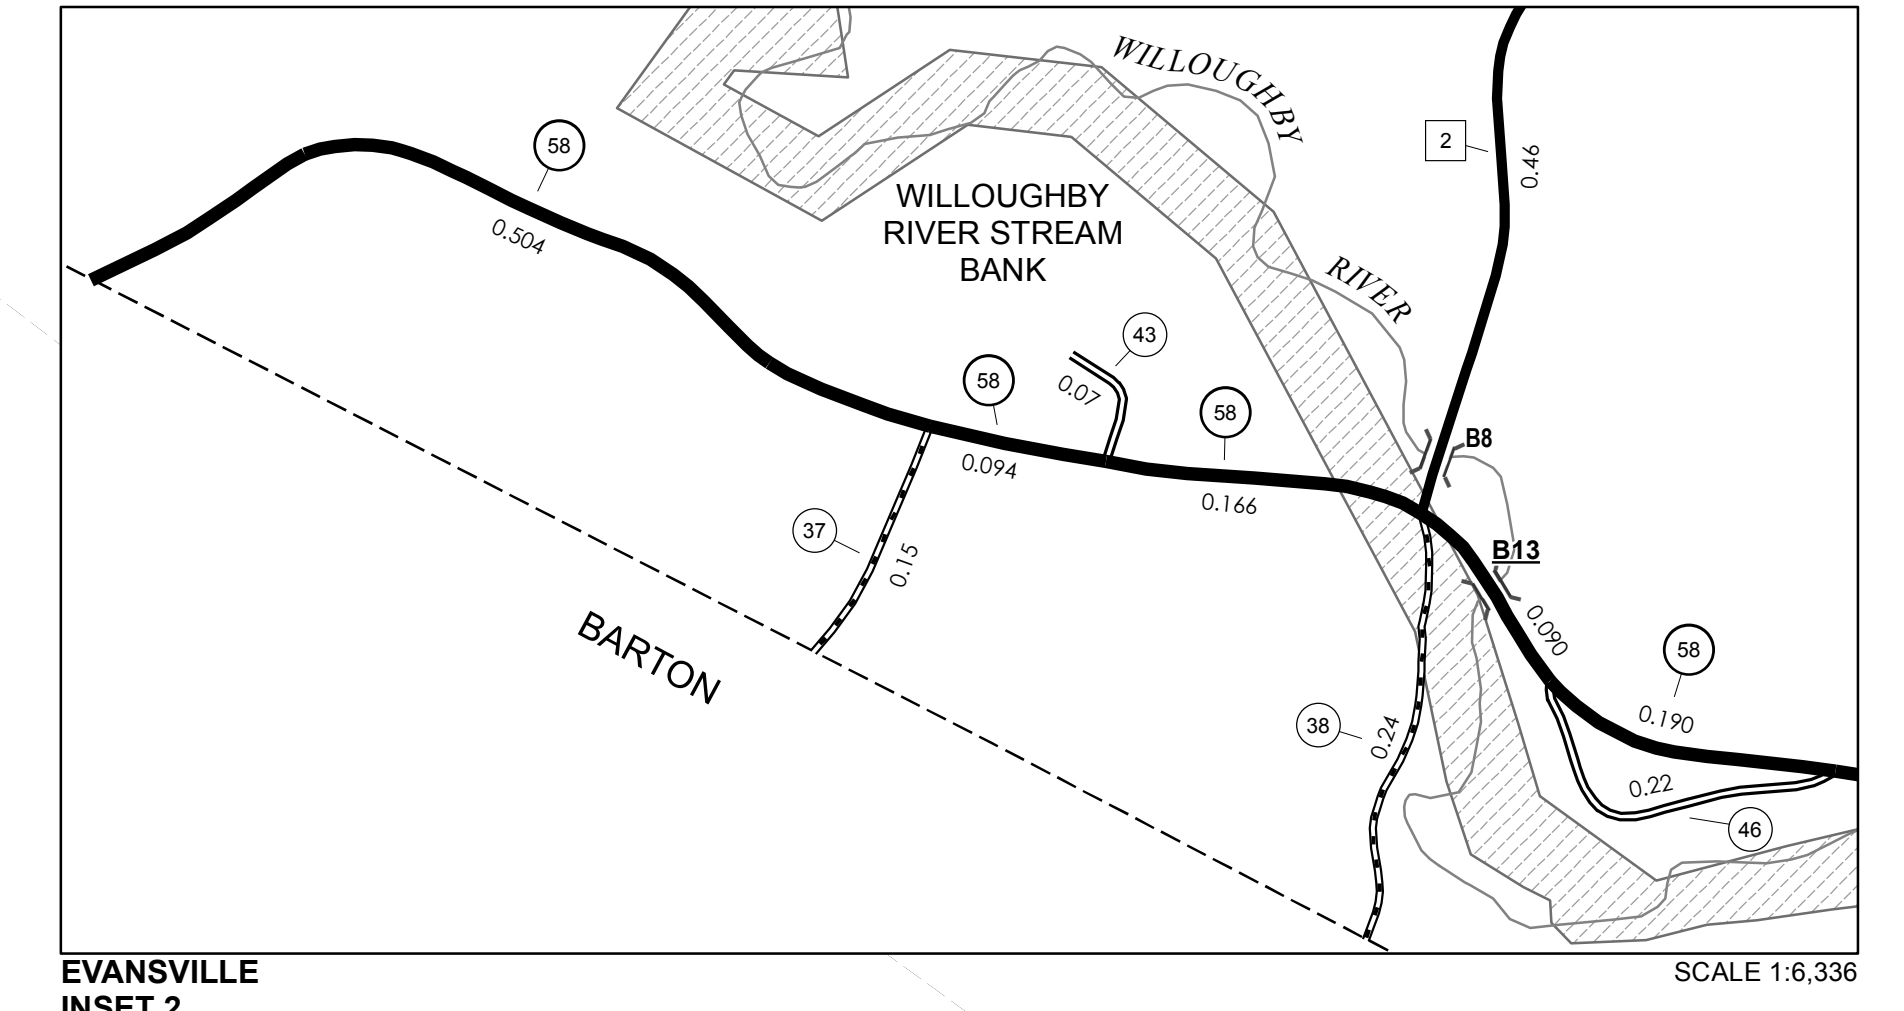 WILLOUGHBY
2
0.46
58
0.504
WILLOUGHBY
RIVER STREAM
BANK
RIVER
43
0.07
58
58
0.094
0.166
B8
37
0.15
B13
0.090
BARTON
58
0.190
38
0.24
0.22
46
EVANSVILLE
SCALE 1:6,336
INSET 2